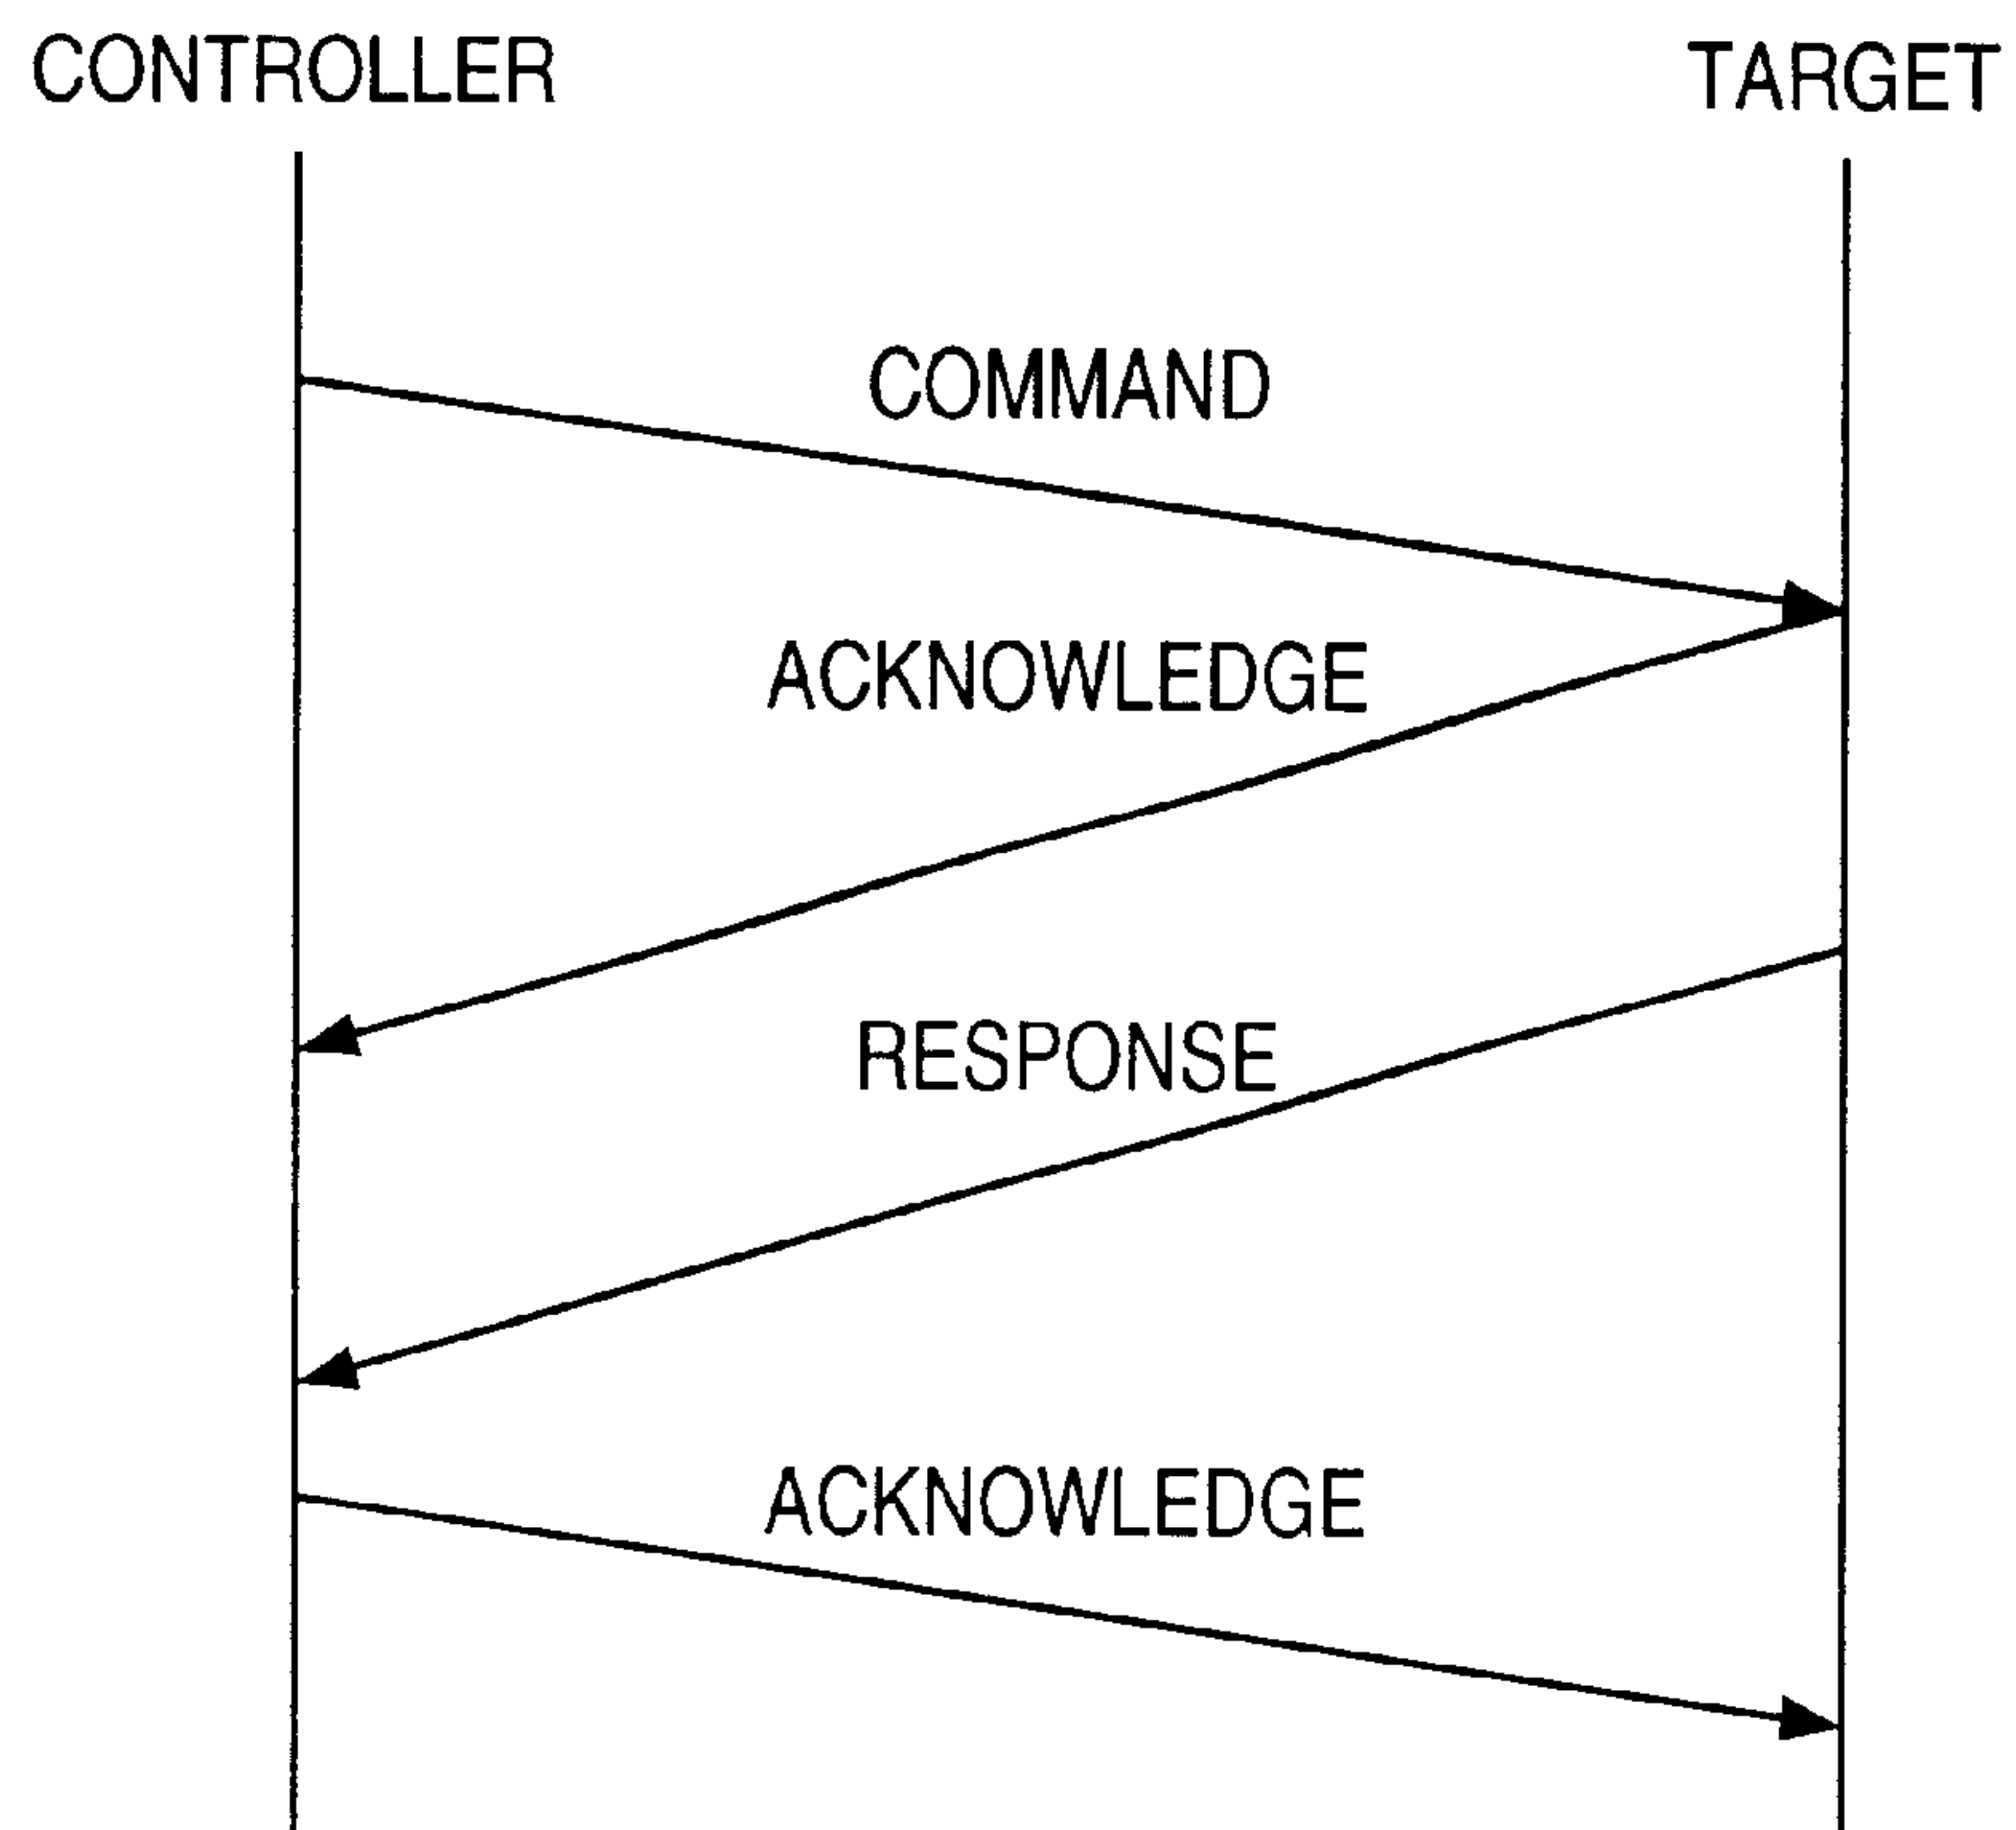 CONTROLLER
TARGET
COMMAND
ACKNOWLEDGE
RESPONSE
ACKNOWLEDGE